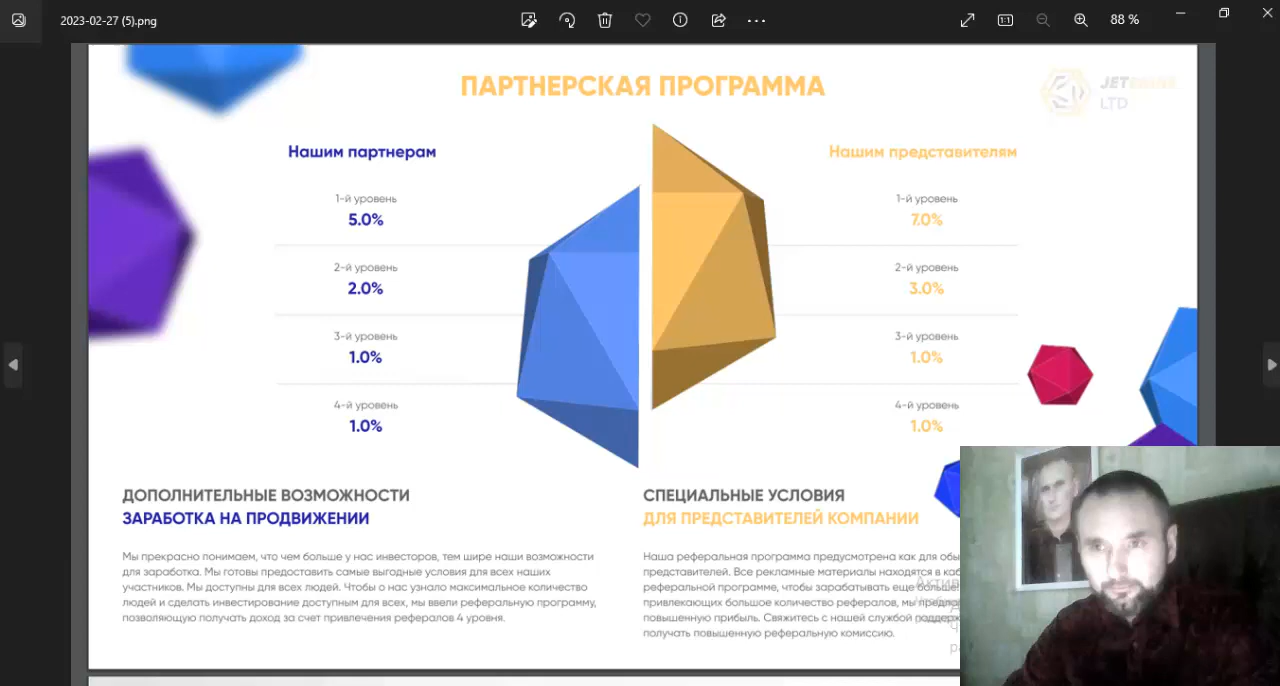 2023-02-27 (5).png
88 %
ПАРТНЕРСКАЯ ПРОГРАММА
JET
LTD
Нашим партнерам
1-й уровень
5.0%
2-й уровень
2.0%
3-й уровень
1.0%
4-й уровень
1.0%
Нашим представителям
1-й уровень
7.0%
2-й уровень
3.0%
3-й уровень
1.0%
4-й уровень
1.0%
ДОПОЛНИТЕЛЬНЫЕ ВОЗМОЖНОСТИ
ЗАРАБОТКА НА ПРОДВИЖЕНИИ
Мы прекрасно понимаем, что чем больше у нас инвесторов, тем шире наши возможности
для заработка. Мы готовы предоставить самые выгодные условия для всех наших
участников. Мы доступны для всех людей. Чтобы о нас узнало максимальное количество
людей и сделать инвестирование доступным для всех, мы ввели реферальную программу,
позволяющую получать доход за счет привлечения рефералов 4 уровня.
СПЕЦИАЛЬНЫЕ УСЛОВИЯ
ДЛЯ ПРЕДСТАВИТЕЛЕЙ КОМПАНИИ
Наша реферальная программа предусмотрена как для
представителей. Все рекламные материалы находятся в
реферальной программе, чтобы зарабатывать еще больше.
привлекающих большое количество рефералов, мы
повышенную прибыль. Свяжитесь с нашей службой
получать повышенную реферальную комиссию.